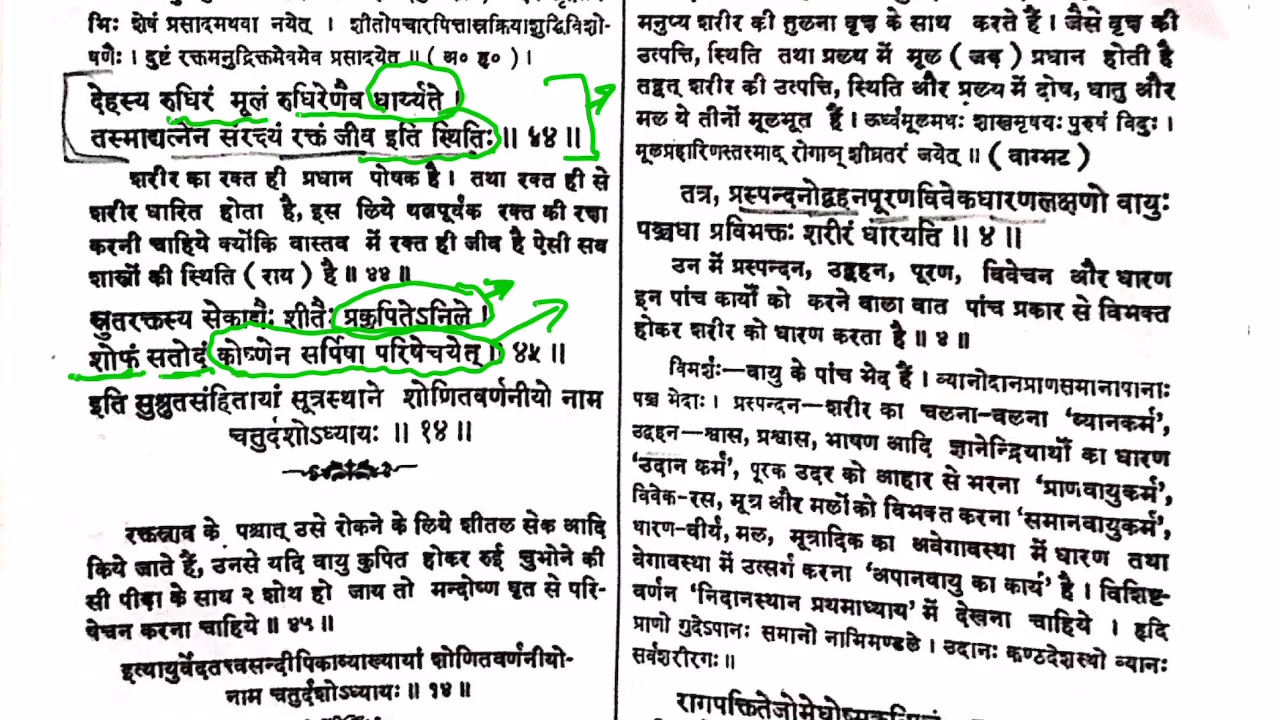 भिः शेषं प्रसादमथवा नयेत् । शीतोपचारपित्तास्रक्रियाशुद्धिविशो-
षणैः । दुष्टं रक्तमनुद्रिक्तमेवमेव प्रसादयेत् ॥ ( अ० हृ० ) ।
देहस्य रुधिरं मूलं रुधिरेणैव धार्य्यते ।
तस्माद्यत्नेन संरक्ष्यं रक्तं जीव इति स्थितिः ॥ ४४ ॥
शरीर का रक्त ही प्रधान पोषक है । तथा रक्त ही से
शरीर धारित होता है, इस लिये यत्नपूर्वक रक्त की रक्षा
करनी चाहिये क्योंकि वास्तव में रक्त ही जीव है ऐसी सब
शास्त्रों की स्थिति ( राय ) है ॥ ४४ ॥
स्रुतरक्तस्य सेकाद्यैः शीतैः प्रकुपितेऽनिले ।
शोफं सतोदं कोष्णेन सर्पिषा परिषेचयेत् । ४५ ॥
इति सुश्रुतसंहितायां सूत्रस्थाने शोणितवर्णनीयो नाम
चतुर्दशोऽध्यायः ॥ १४ ॥
रक्तस्राव के पश्चात् उसे रोकने के लिये शीतल सेक आदि
किये जाते हैं, उनसे यदि वायु कुपित होकर रुई चुभोने की
सी पीडा के साथ २ शोथ हो जाय तो मन्दोष्ण घृत से परि-
षेचन करना चाहिये ॥ ४५ ॥
इत्यायुर्वेदतत्त्वसन्दीपिकाव्याख्यायां शोणितवर्णनीयो-
नाम चतुर्दशोऽध्यायः ॥ १४ ॥
मनुष्य शरीर की तुलना वृक्ष के साथ करते हैं । जैसे वृक्ष की
उत्पत्ति, स्थिति तथा प्रलय में मूल ( जड़ ) प्रधान होती है
तद्वत् शरीर की उत्पत्ति, स्थिति और प्रलय में दोष, धातु और
मल ये तीनों मूलभूत हैं । ऊर्ध्वमूलमधः शाखमृषयः पुरुषं विदुः ।
मूलप्रहारिणस्तस्माद् रोगाञ् शीघ्रतरं जयेत् ॥ ( वाग्भट )
तत्र, प्रस्पन्दनोद्वहनपूरणविवेकधारणलक्षणो वायुः
पञ्चधा प्रविभक्तः शरीरं धारयति ॥ ४ ॥
उन में प्रस्पन्दन, उद्वहन, पूरण, विवेचन और धारण
इन पांच कार्यों को करने वाला वात पांच प्रकार से विभक्त
होकर शरीर को धारण करता है ॥ ४ ॥
विमर्शः—वायु के पांच भेद हैं । व्यानोदानप्राणसमानापानाः
पञ्च भेदाः । प्रस्पन्दन—शरीर का चलना-वलना 'व्यानकर्म',
उद्वहन—श्वास, प्रश्वास, भाषण आदि ज्ञानेन्द्रियार्थों का धारण
'उदान कर्म', पूरक उदर को आहार से भरना 'प्राणवायुकर्म',
विवेक-रस, मूत्र और मलोंको विभक्त करना 'समानवायुकर्म',
धारण-वीर्य, मल, मूत्रादिक का अवेगावस्था में धारण तथा
वेगावस्था में उत्सर्ग करना 'अपानवायु का कार्य' है । विशिष्ट-
वर्णन 'निदानस्थान प्रथमाध्याय' में देखना चाहिये । हृदि
प्राणो गुदेऽपानः समानो नाभिमण्डले । उदानः कण्ठदेशस्थो व्यानः
सर्वशरीरगः ॥